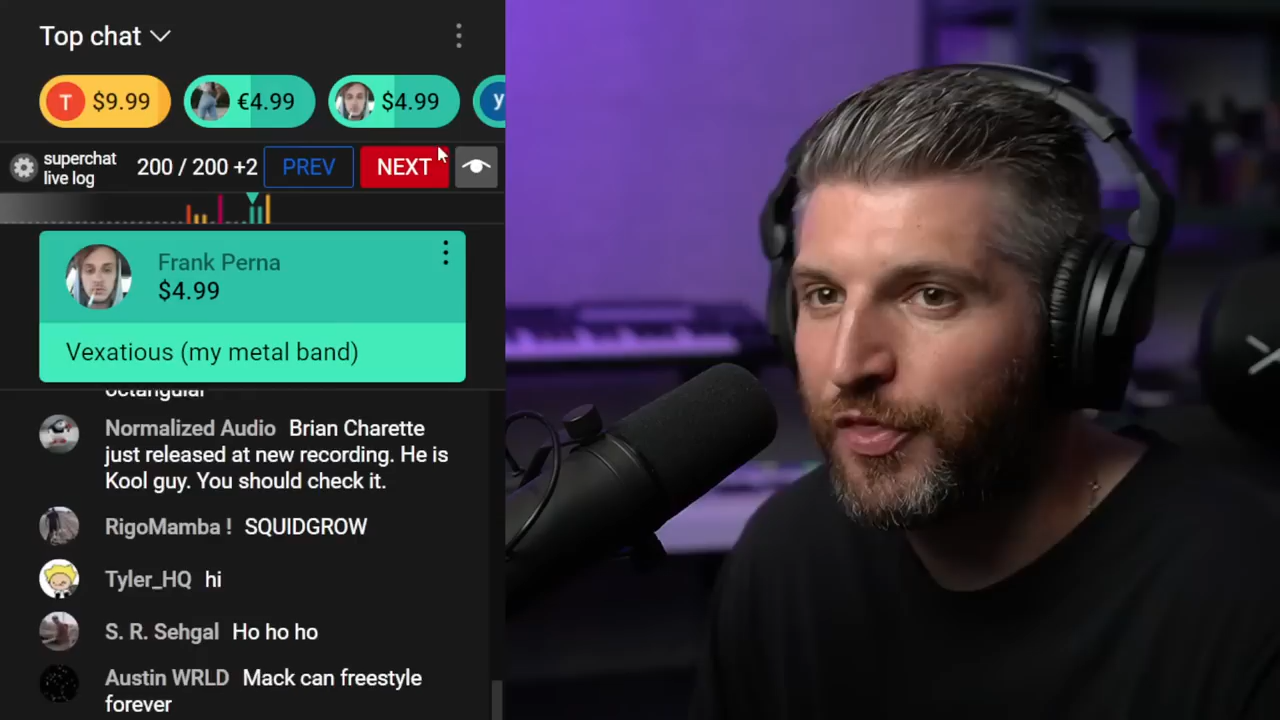 Top chat
T $9.99 €4.99 $4.99 y
superchat
live log
200 / 200 +2 PREV NEXT
Frank Perna
$4.99
Vexatious (my metal band)
octangular
Normalized Audio Brian Charette
just released at new recording. He is
Kool guy. You should check it.
RigoMamba ! SQUIDGROW
Tyler_HQ hi
S. R. Sehgal Ho ho ho
Austin WRLD Mack can freestyle
forever